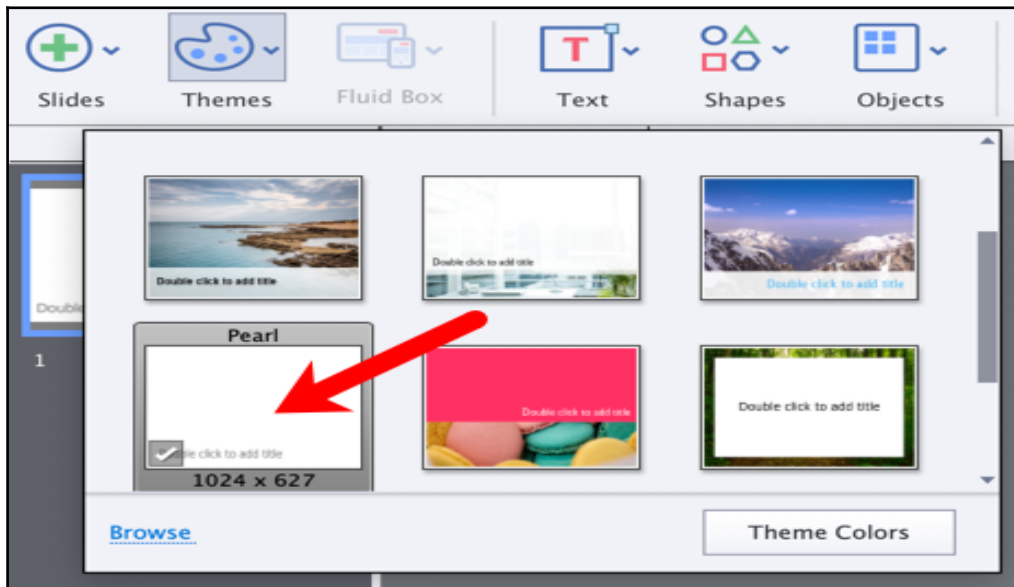 Slides
Themes
Fluid Box
Text
Shapes
Objects
T
Double
1
Double click to add title
Double click to add title
Double click to add title
Pearl
ple click to add title
1024 x 627
Double click to add title
Double click to add title
Browse
Theme Colors